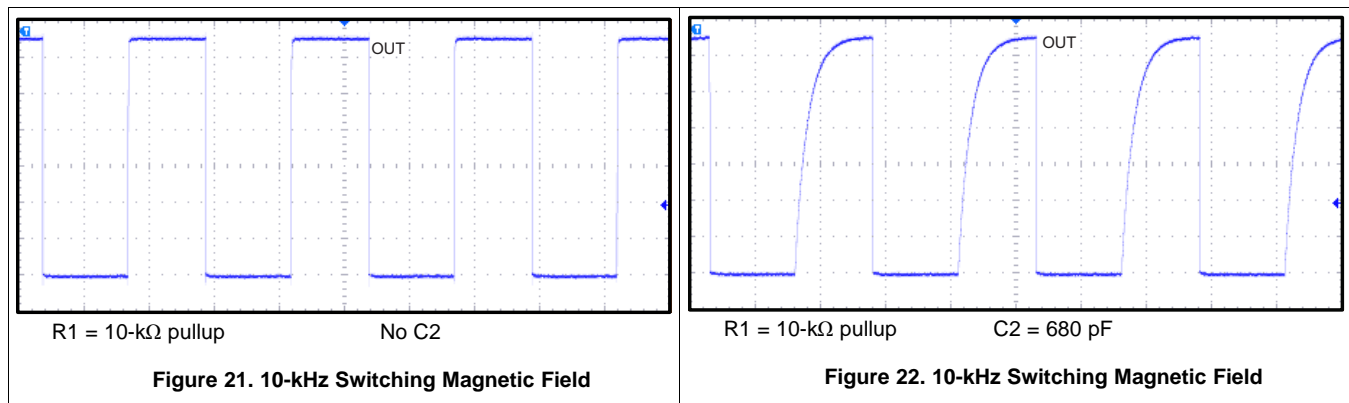 T
OUT
R1 = 10-kΩ pullup
No C2
Figure 21. 10-kHz Switching Magnetic Field
T
OUT
R1 = 10-kΩ pullup
C2 = 680 pF
Figure 22. 10-kHz Switching Magnetic Field